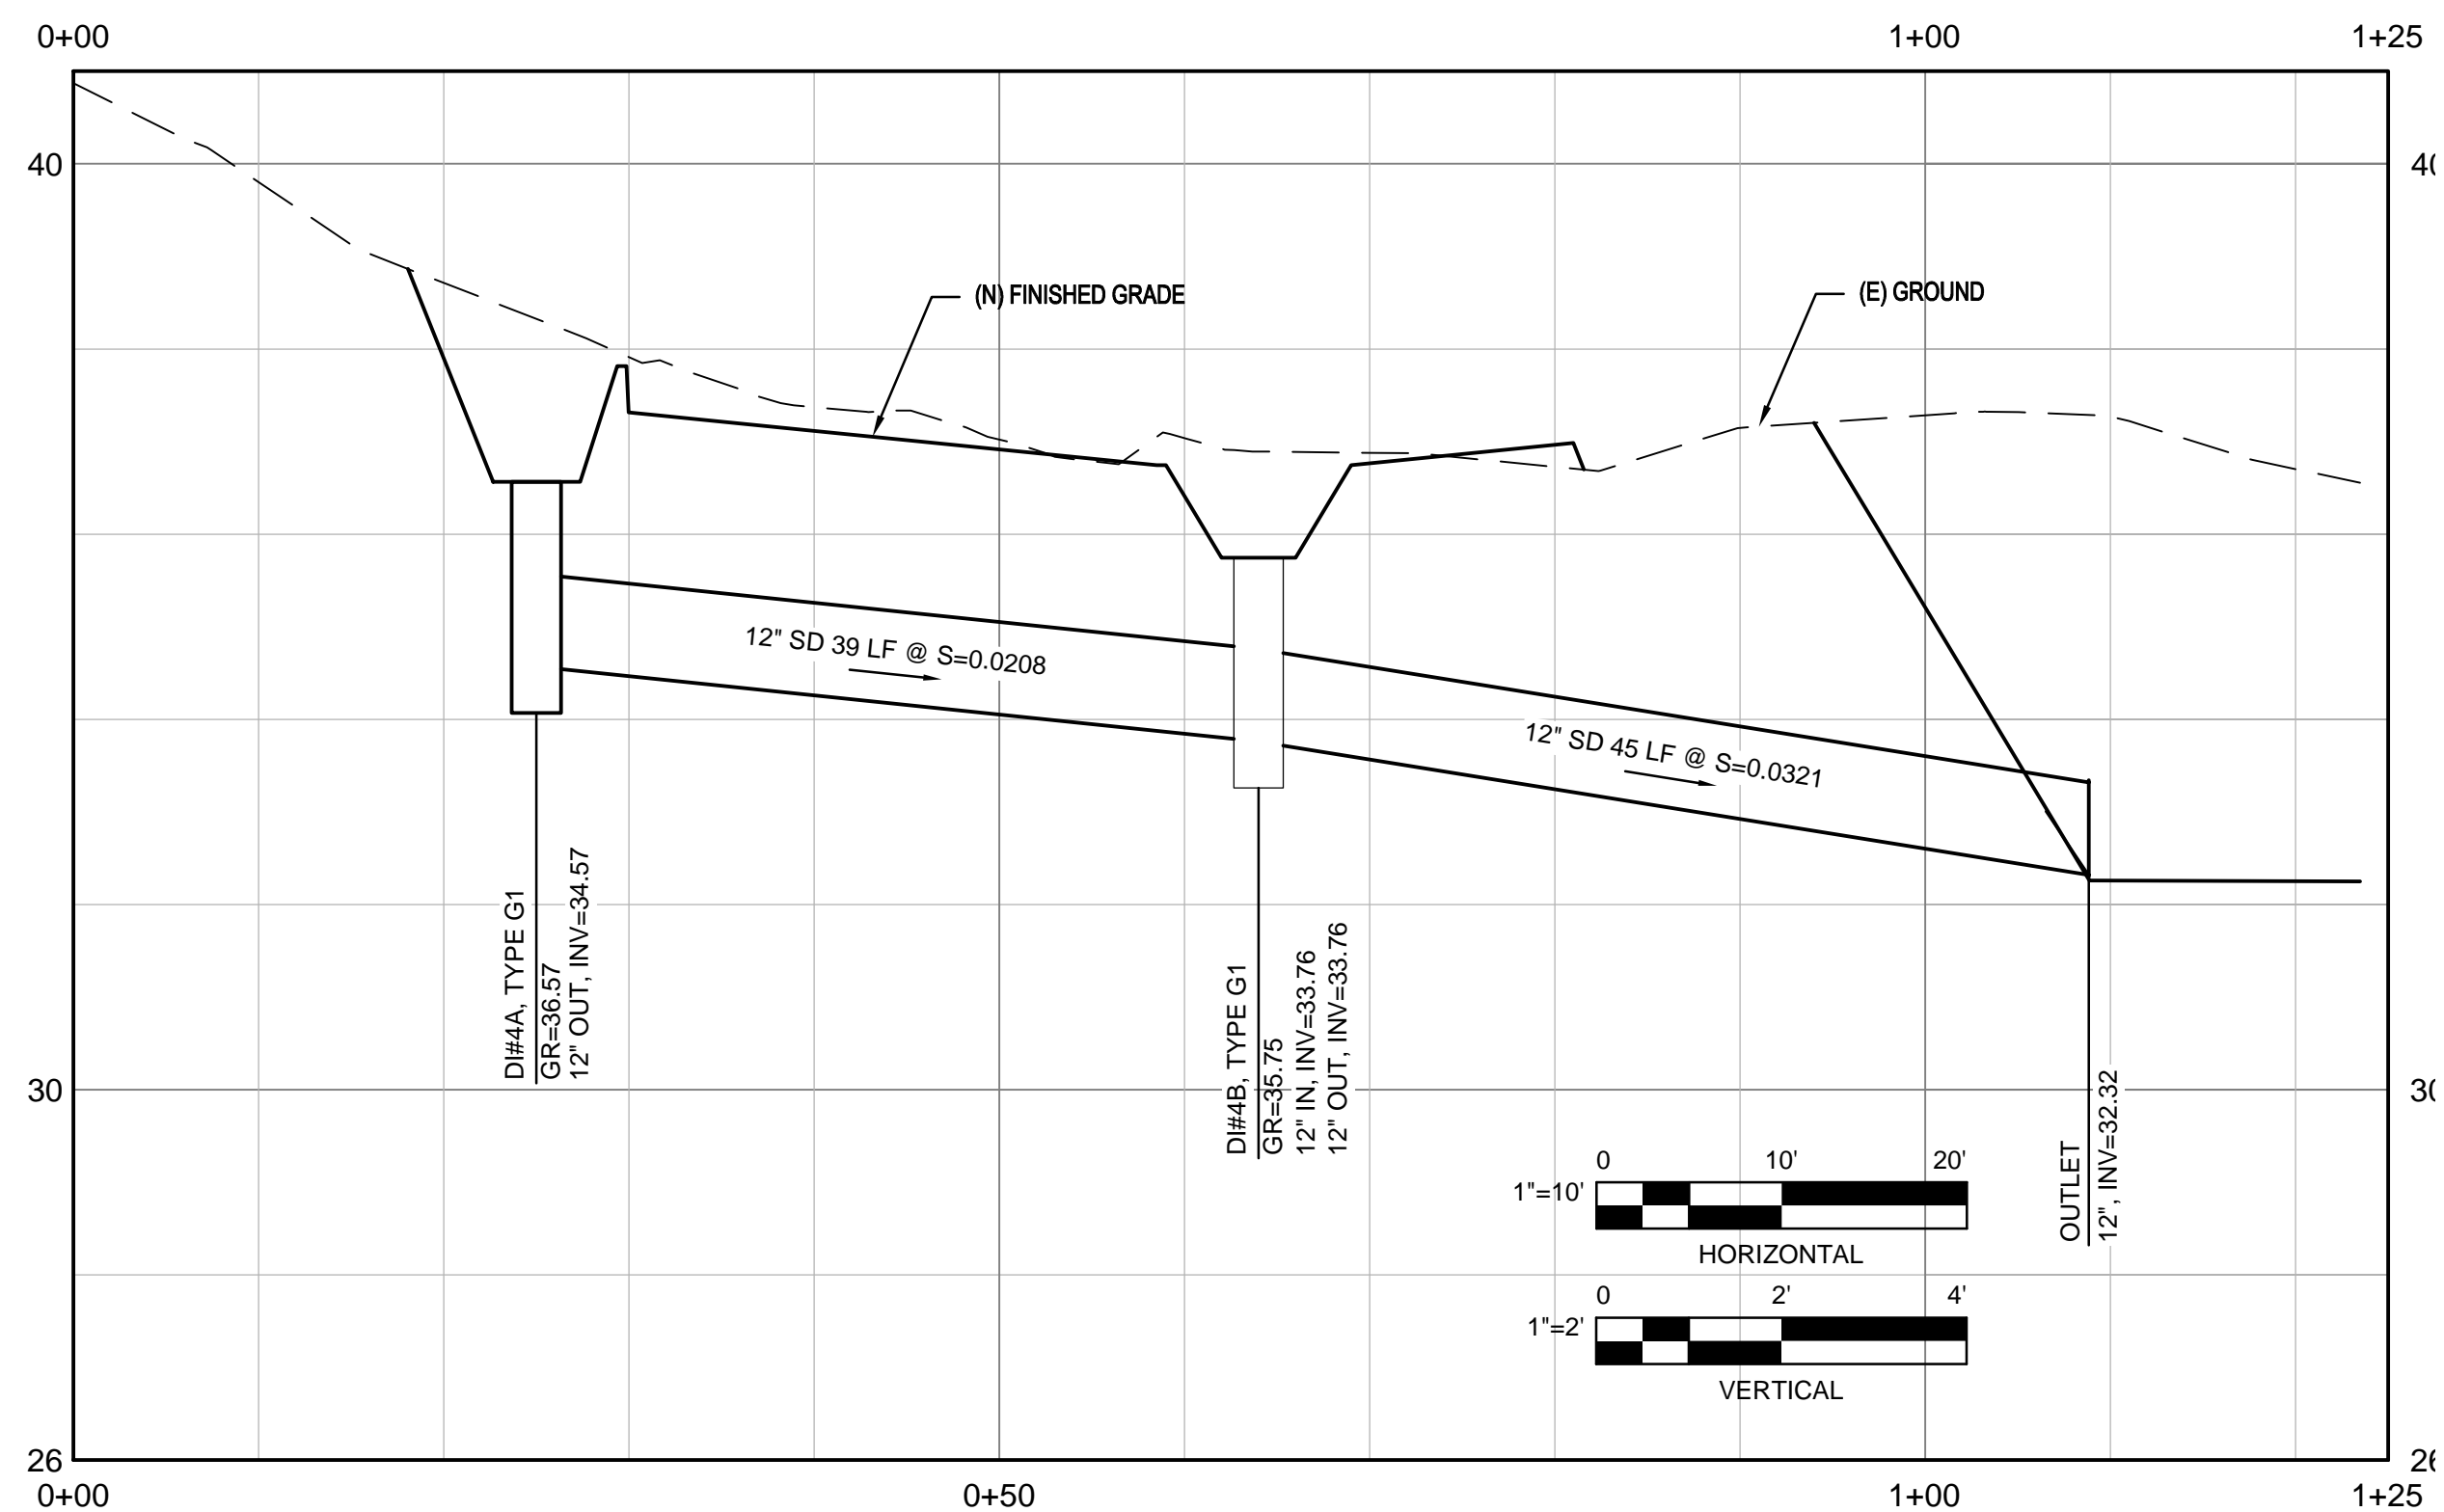 0+00
1+00
1+25
40
(N) FINISHED GRADE
(E) GROUND
12" SD 39 LF @ S=0.0208
12" SD 45 LF @ S=0.0321
DI#4A, TYPE G1
GR=36.57
12" OUT, INV=34.57
DI#4B, TYPE G1
GR=35.75
12" IN, INV=33.76
12" OUT, INV=33.76
OUTLET
12", INV=32.32
30
0
10'
20'
1"=10'
HORIZONTAL
0
2'
4'
1"=2'
VERTICAL
26
0+00
0+50
1+00
1+25